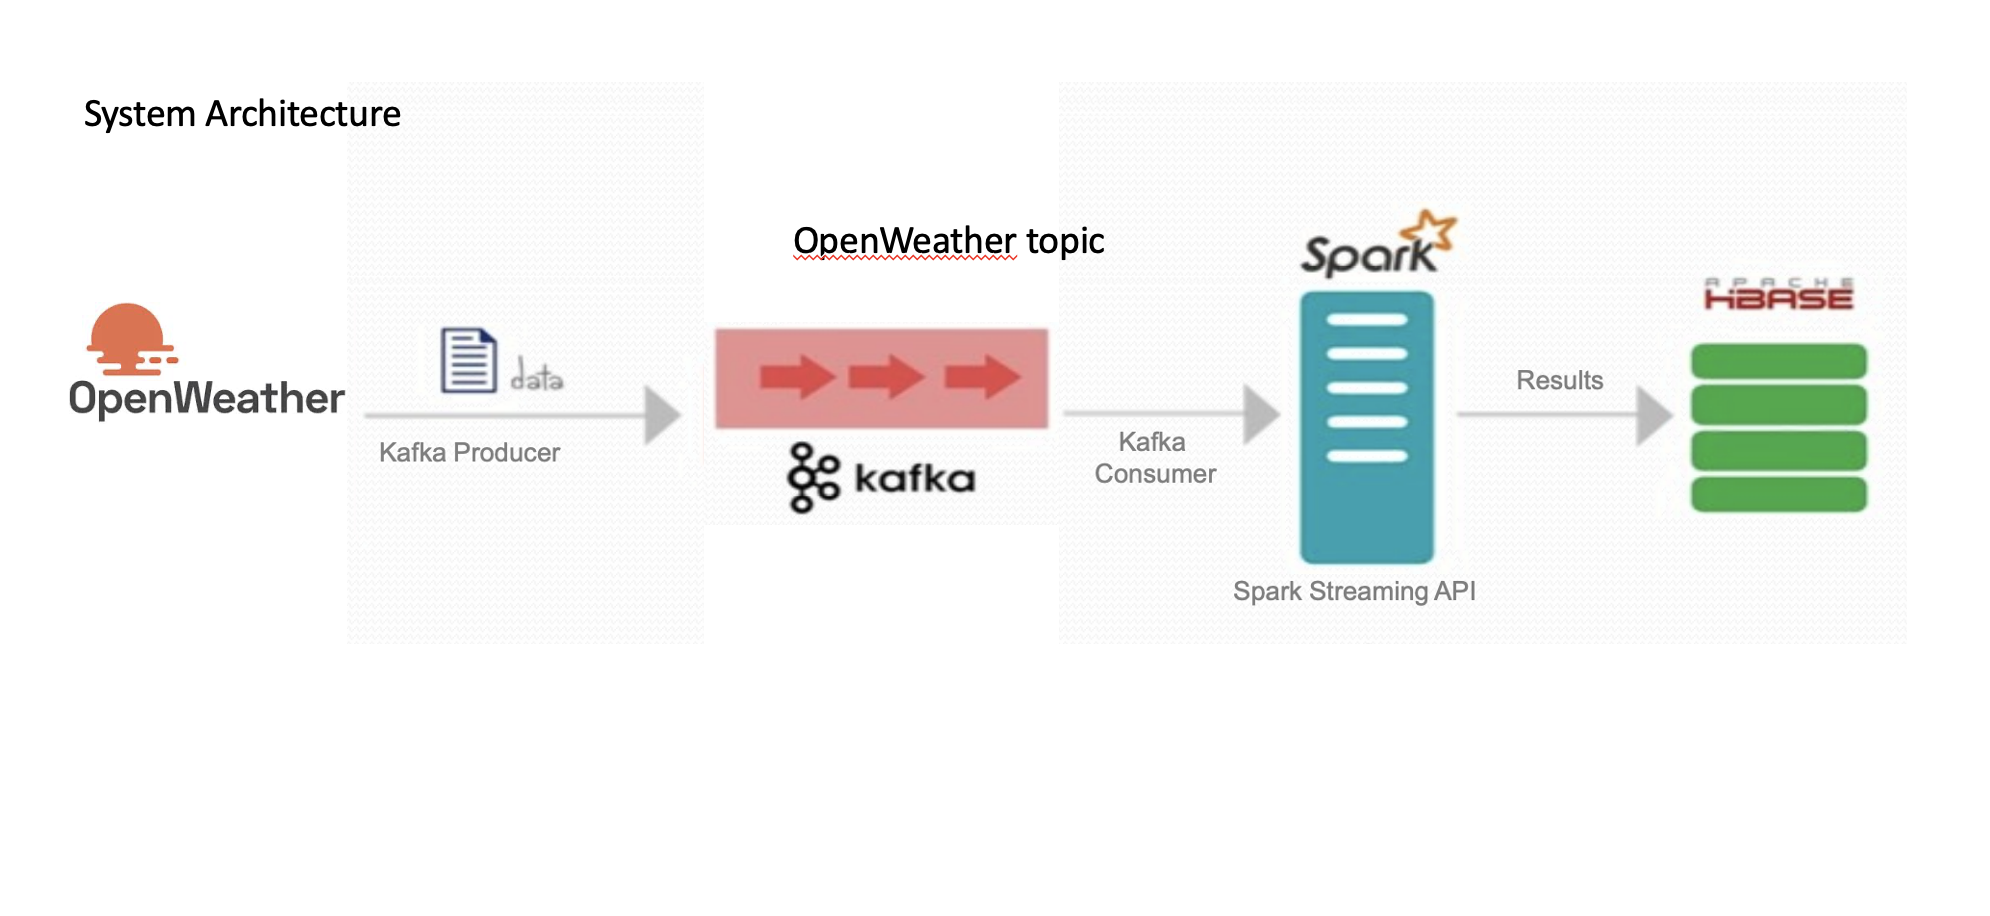 System Architecture
OpenWeather topic
Spark
APACHE
HBASE
OpenWeather
data
Results
Kafka Producer
Kafka
Consumer
kafka
Spark Streaming API